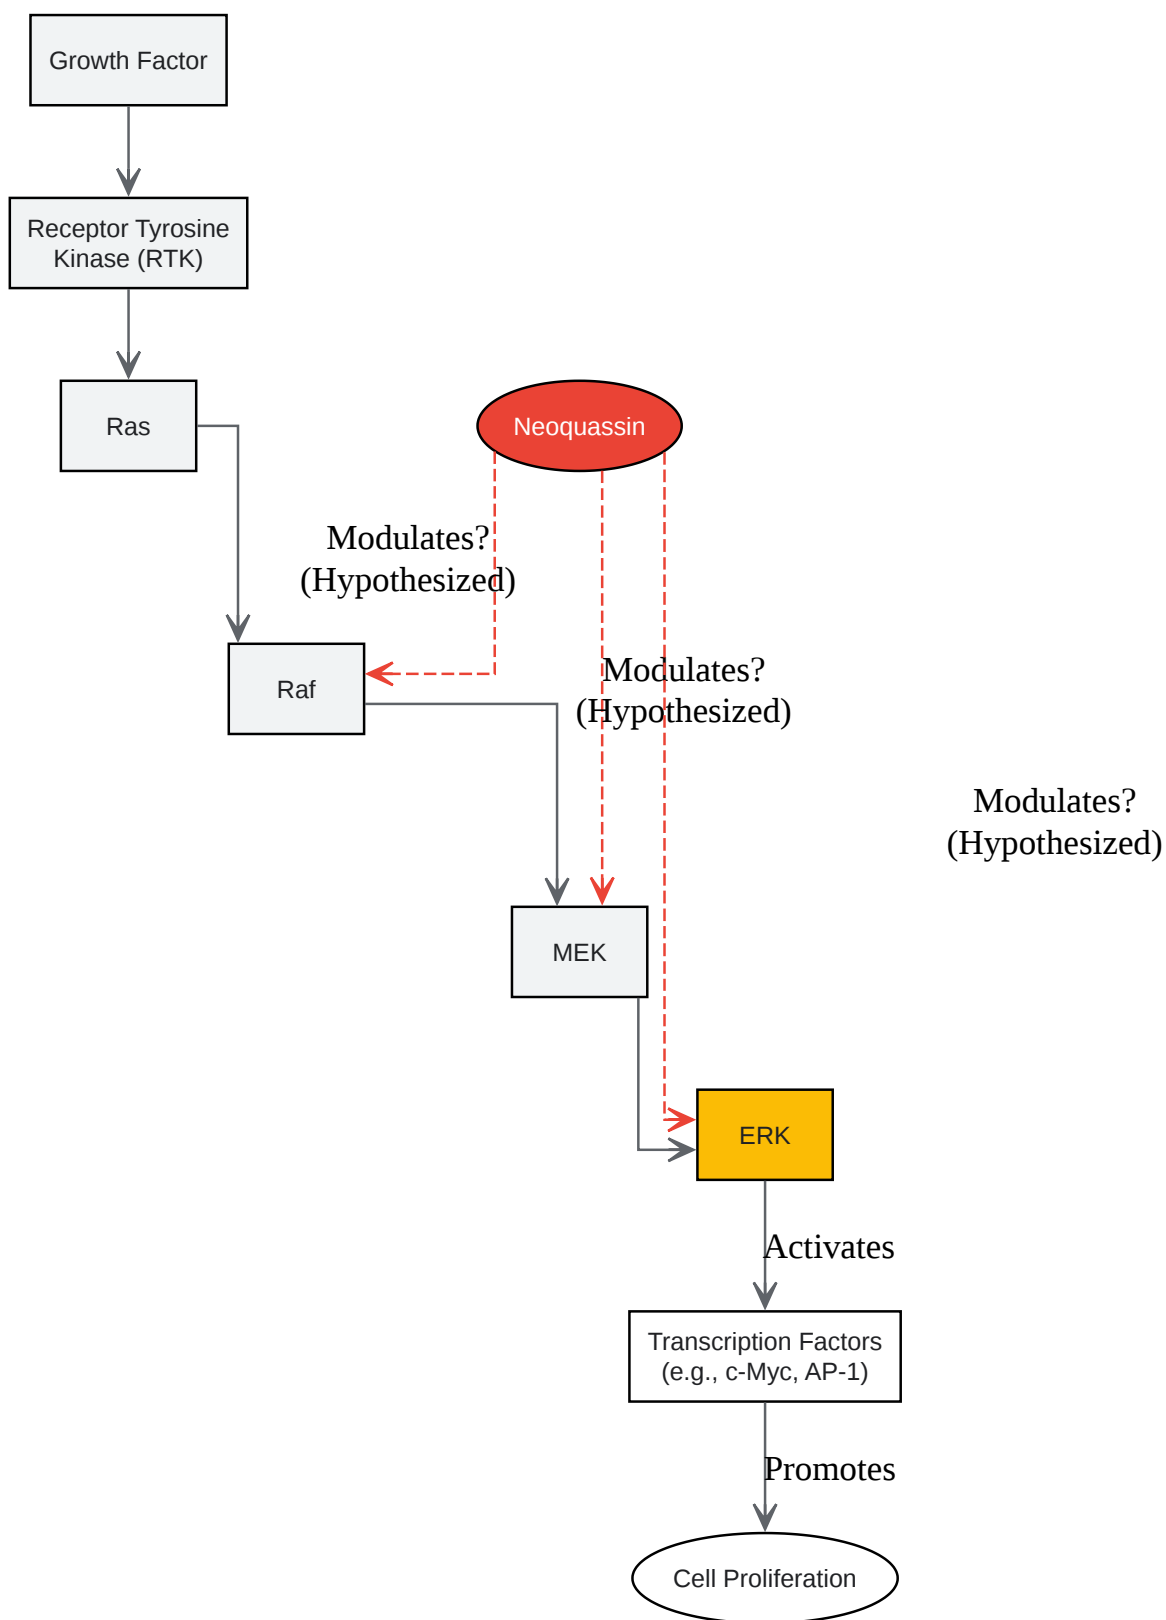 Growth Factor
Receptor Tyrosine
Kinase (RTK)
Ras
Neoquassin
Modulates?
(Hypothesized)
Raf
Modulates?
(Hypothesized)
Modulates?
(Hypothesized)
MEK
ERK
Activates
Transcription Factors
(e.g., c-Myc, AP-1)
Promotes
Cell Proliferation